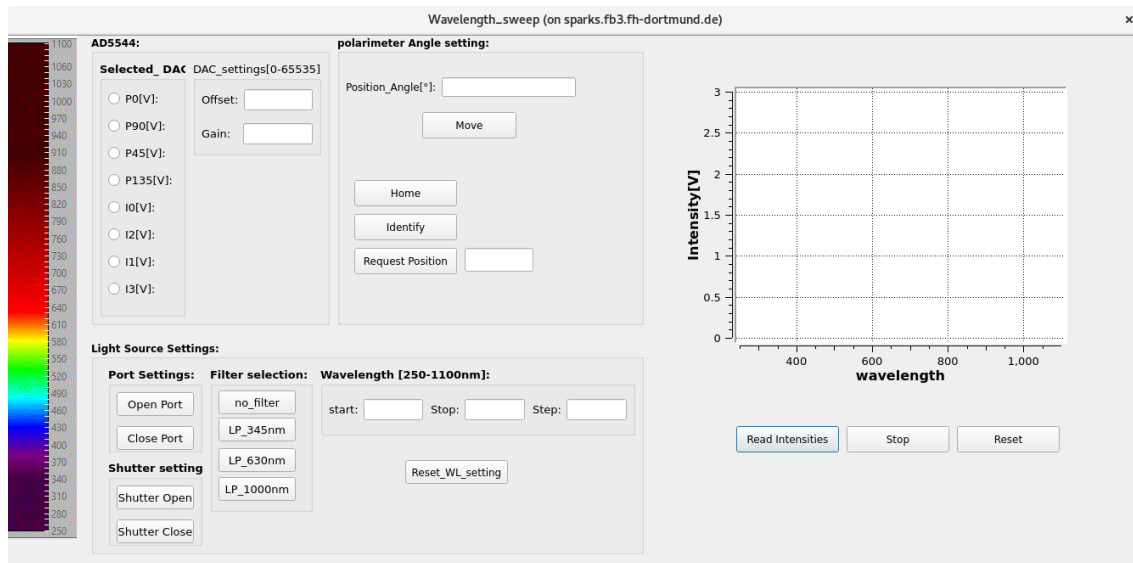 Wavelength_sweep (on sparks.fb3.fh-dortmund.de)
×
1100
1060
1030
1000
970
940
910
880
850
820
790
760
730
700
670
640
610
580
550
520
490
460
430
400
370
340
310
280
250
AD5544:
Selected_ DAC
P0[V]:
P90[V]:
P45[V]:
P135[V]:
I0[V]:
I2[V]:
I1[V]:
I3[V]:
DAC_settings[0-65535]
Offset:
Gain:
polarimeter Angle setting:
Position_Angle[°]:
Move
Home
Identify
Request Position
Light Source Settings:
Port Settings:
Open Port
Close Port
Shutter setting
Shutter Open
Shutter Close
Filter selection:
no_filter
LP_345nm
LP_630nm
LP_1000nm
Wavelength [250-1100nm]:
start: Stop: Step:
Reset_WL_setting
Intensity[V]
3
2.5
2
1.5
1
0.5
0
400 600 800 1,000
wavelength
Read Intensities Stop Reset